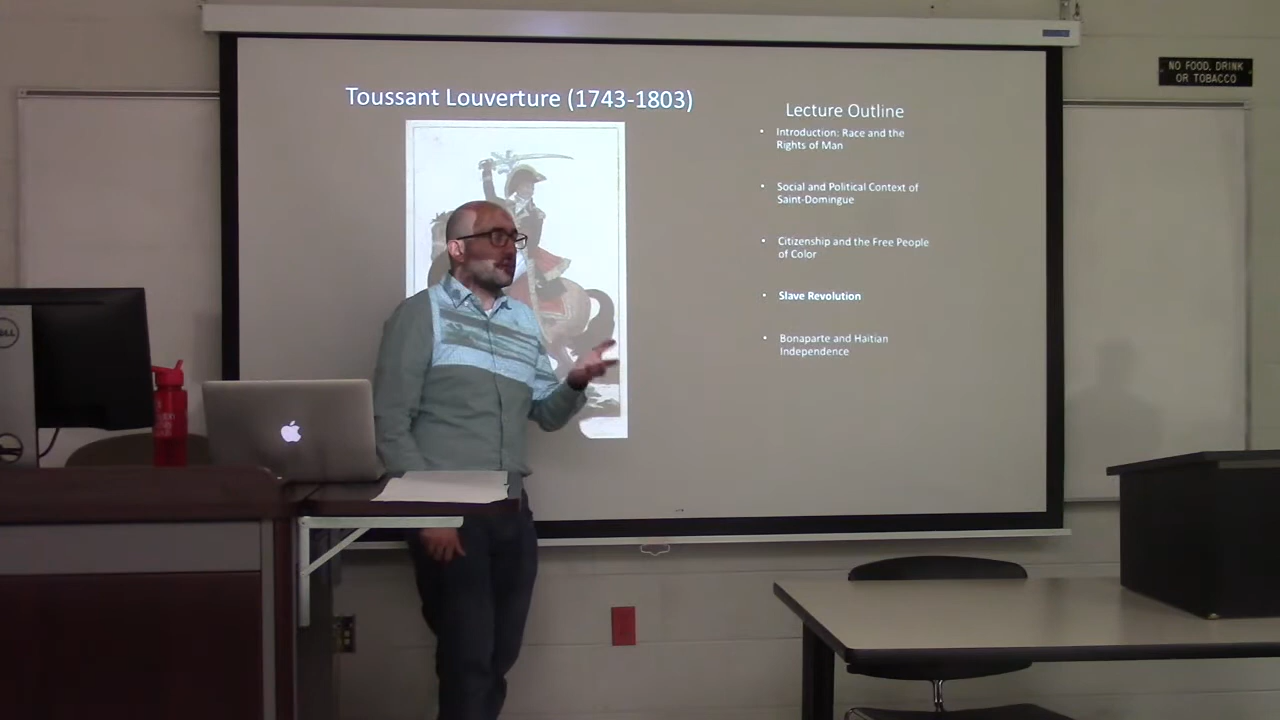 NO FOOD, DRINK
OR TOBACCO
Toussant Louverture (1743-1803)
Lecture Outline
• Introduction: Race and the
Rights of Man
• Social and Political Context of
Saint-Domingue
• Citizenship and the Free People
of Color
• Slave Revolution
• Bonaparte and Haitian
Independence